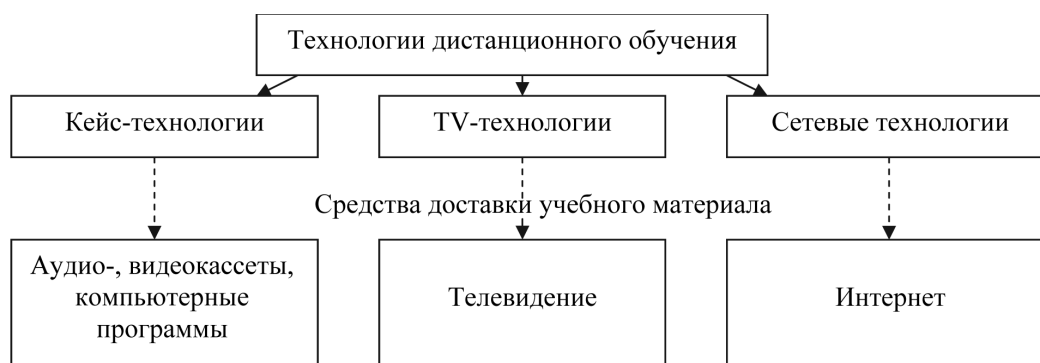 Технологии дистанционного обучения
Кейс-технологии
TV-технологии
Сетевые технологии
Средства доставки учебного материала
Аудио-, видеокассеты,
компьютерные
программы
Телевидение
Интернет